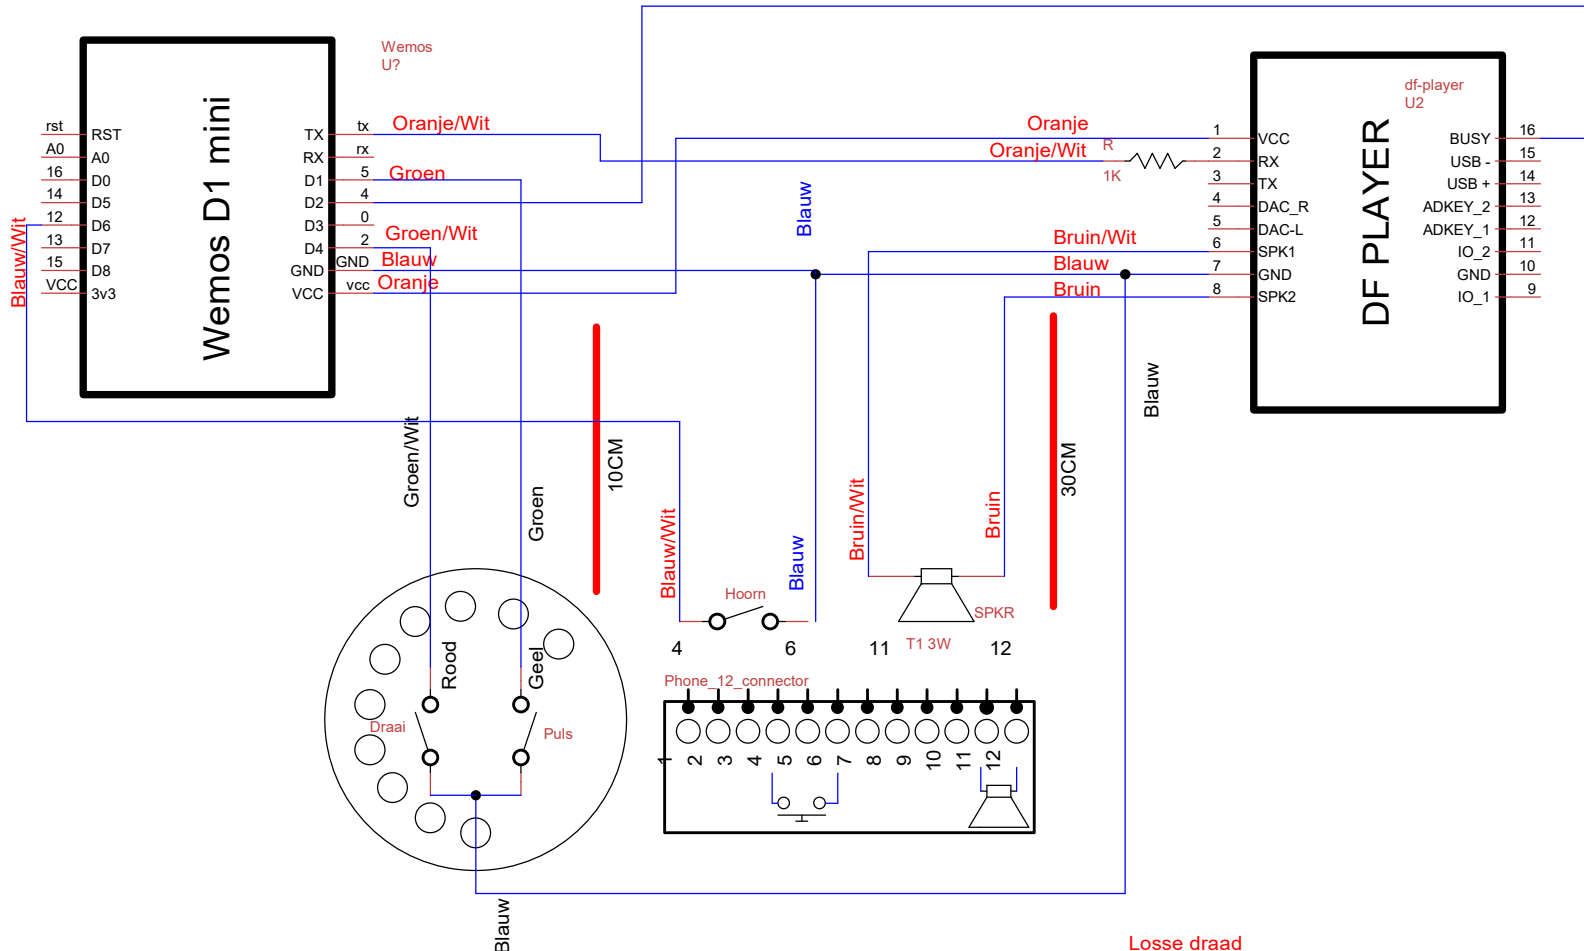 Wemos
U?
Wemos D1 mini
rst
RST
A0
A0
16
D0
14
D5
12
D6
13
D7
15
D8
VCC
3v3
TX
tx
RX
rx
D1
5
D2
4
D3
0
D4
2
GND
GND
VCC
vcc
Oranje/Wit
Groen
Groen/Wit
Blauw
Oranje
Blauw/Wit
Oranje
Oranje/Wit
R
1K
Blauw
Bruin/Wit
Blauw
Bruin
df-player
U2
DF PLAYER
1
VCC
2
RX
3
TX
4
DAC_R
5
DAC-L
6
SPK1
7
GND
8
SPK2
BUSY
16
USB -
15
USB +
14
ADKEY_2
13
ADKEY_1
12
IO_2
11
GND
10
IO_1
9
Groen/Wit
Groen
10CM
Blauw/Wit
Blauw
Bruin/Wit
Bruin
30CM
Blauw
Hoorn
4
6
SPKR
T1 3W
11
12
Rood
Geel
Draai
Puls
Phone_12_connector
1
2
3
4
5
6
7
8
9
10
11
12
Blauw
Losse draad